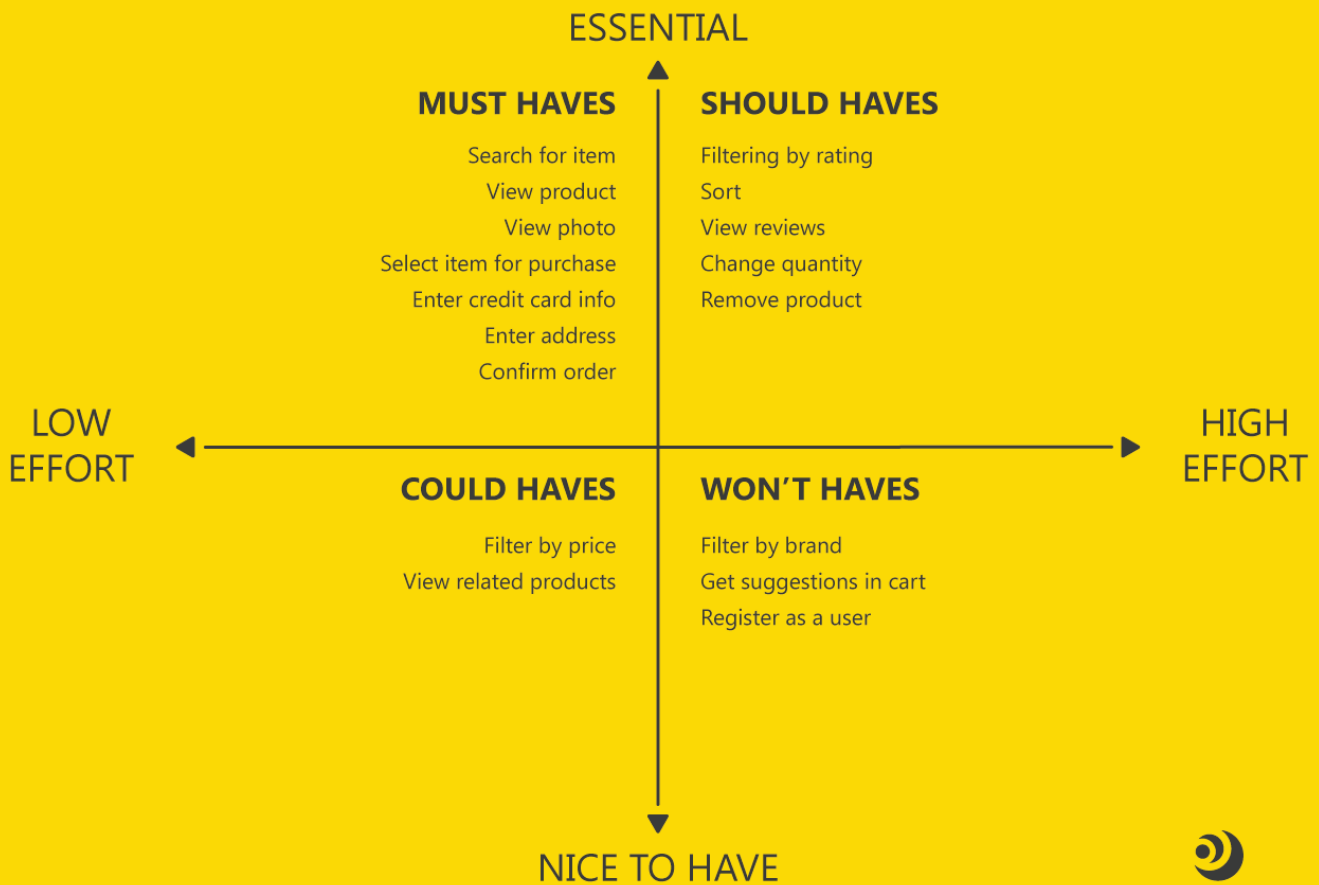 ESSENTIAL
MUST HAVES
Search for item
View product
View photo
Select item for purchase
Enter credit card info
Enter address
Confirm order
SHOULD HAVES
Filtering by rating
Sort
View reviews
Change quantity
Remove product
LOW
EFFORT
HIGH
EFFORT
COULD HAVES
Filter by price
View related products
WON’T HAVES
Filter by brand
Get suggestions in cart
Register as a user
NICE TO HAVE